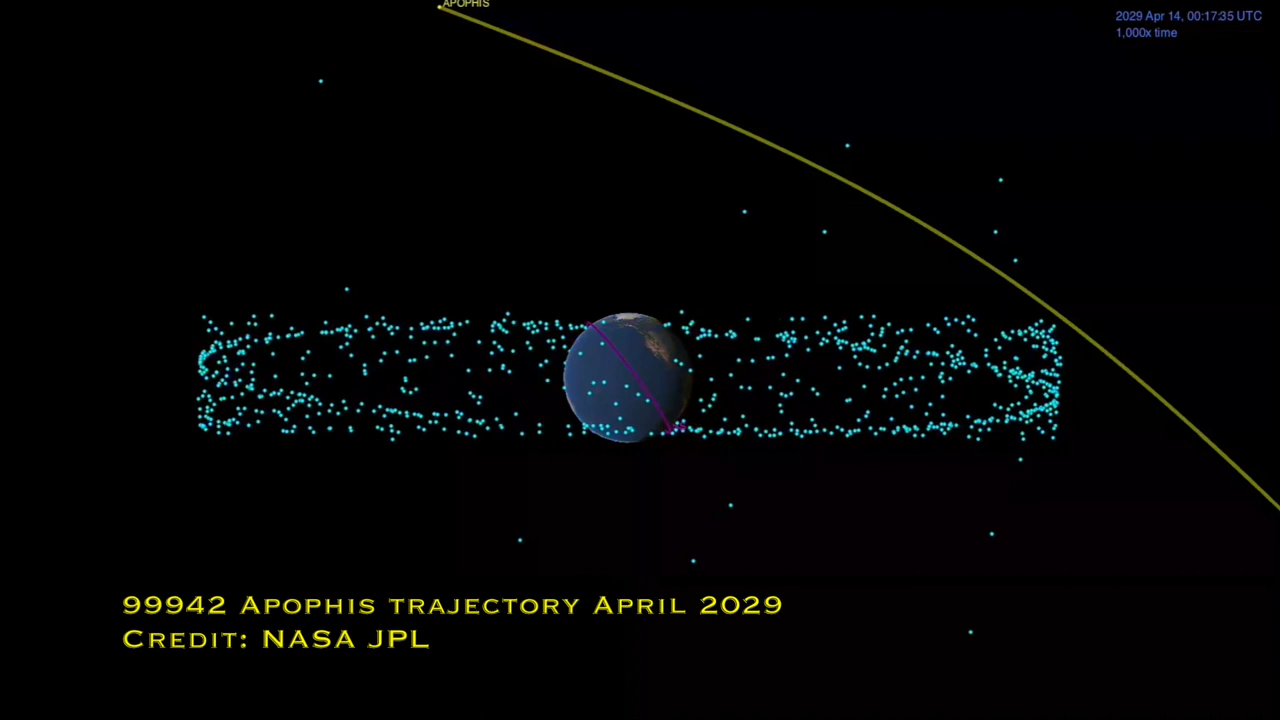 APOPHIS
2029 Apr 14, 00:17:35 UTC
1,000x time
99942 Apophis trajectory April 2029
Credit: NASA JPL